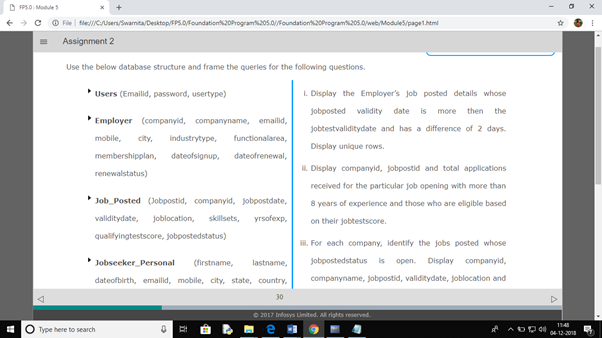 FP5.0 : Module 5
File | file:///C:/Users/Swarnita/Desktop/FP5.0/Foundation%20Program%205.0//Foundation%20Program%205.0/web/Module5/page1.html
Assignment 2
Use the below database structure and frame the queries for the following questions.
Users (Emailid, password, usertype)
Employer (companyid, companyname, emailid,
mobile, city, industrytype, functionalarea,
membershipplan, dateofsignup, dateofrenewal,
renewalstatus)
Job_Posted (Jobpostid, companyid, jobpostdate,
validitydate, joblocation, skillsets, yrsofexp,
qualifyingtestscore, jobpostedstatus)
Jobseeker_Personal (firstname, lastname,
dateofbirth, emailid, mobile, city, state, country,
i. Display the Employer's job posted details whose
jobposted validity date is more then the
jobtestvaliditydate and has a difference of 2 days.
Display unique rows.
ii. Display companyid, jobpostid and total applications
received for the particular job opening with more than
8 years of experience and those who are eligible based
on their jobtestscore.
iii. For each company, identify the jobs posted whose
jobpostedstatus is open. Display companyid,
companyname, jobpostid, validitydate, joblocation and
30
© 2017 Infosys Limited. All rights reserved.
Type here to search
11:48
04-12-2018